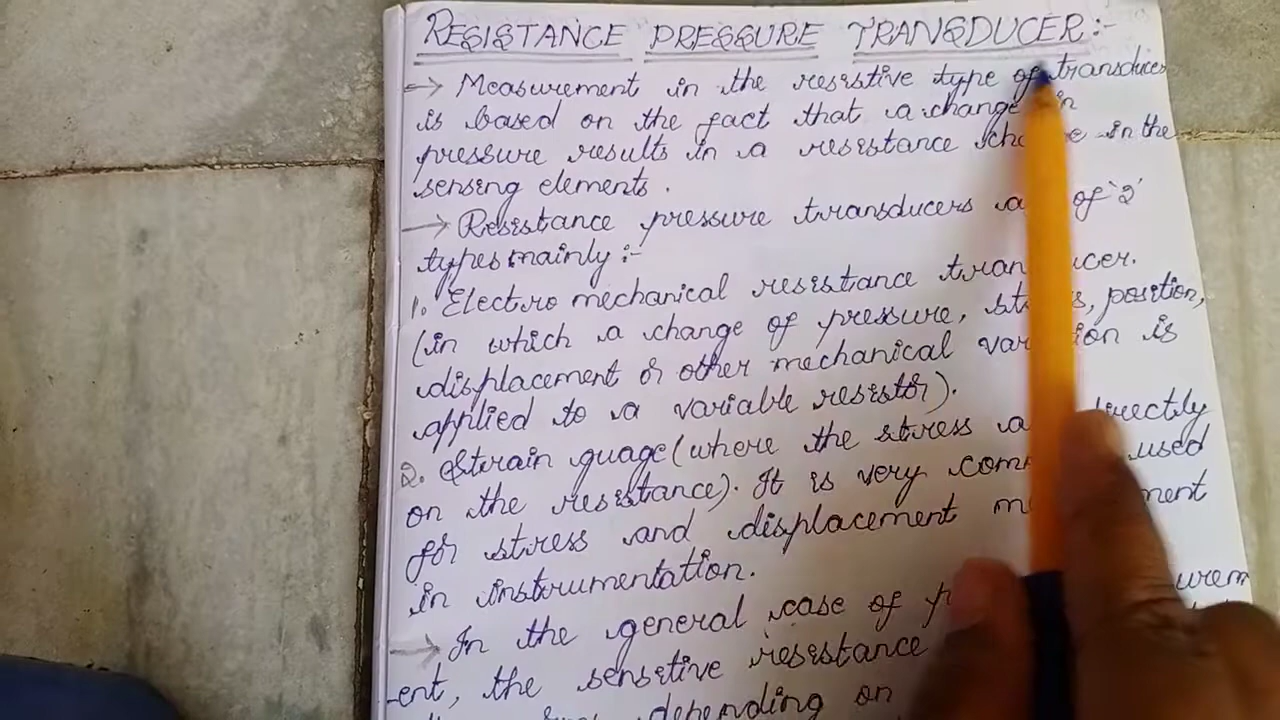 RESISTANCE PRESSURE TRANSDUCER:-
→ Measurement in the resistive type of transducer
is based on the fact that a change in
pressure results in a resistance in the
sensing elements.
→ Resistance pressure transducers of '2'
types mainly :-
1. Electro mechanical resistance
(in which a change of pressure, position,
displacement or other mechanical is
applied to a variable resistor).
2. Strain guage (where the stress directly
on the resistance). It is very used
for stress and displacement
in instrumentation.
→ In the general case of
-ent, the sensitive resistance
depending on